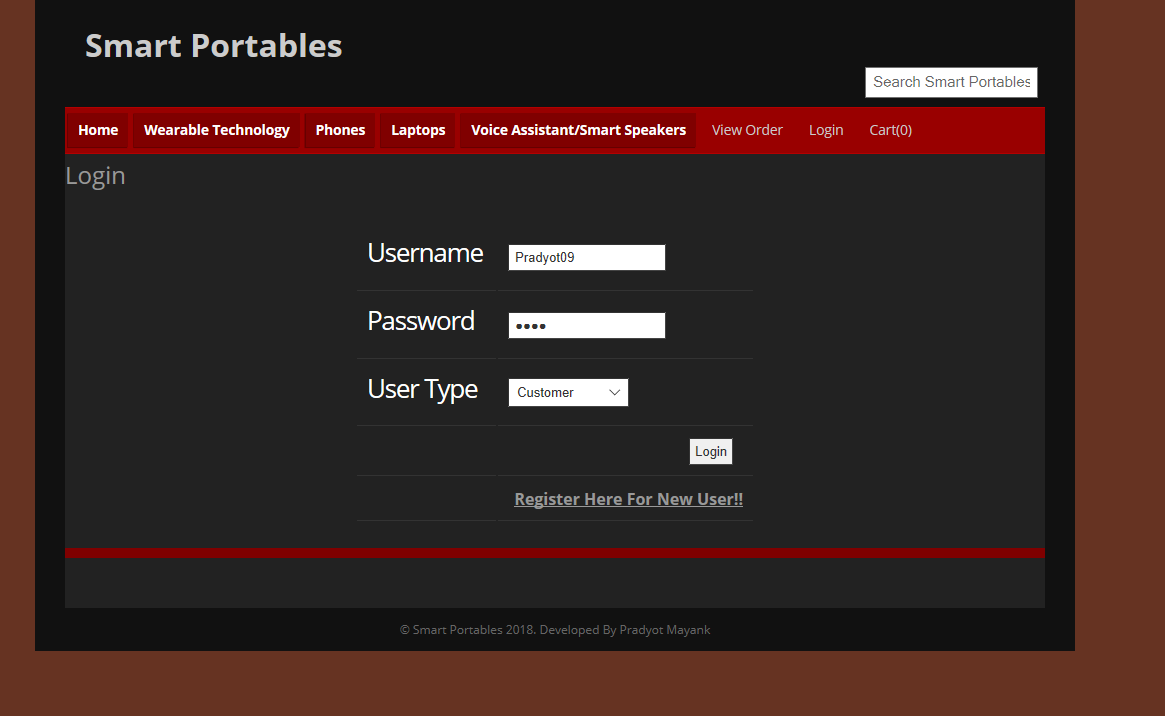 Smart Portables
Search Smart Portables
Home Wearable Technology Phones Laptops Voice Assistant/Smart Speakers View Order Login Cart(0)
Login
Username Pradyot09
Password ••••
User Type Customer
Login
Register Here For New User!!
© Smart Portables 2018. Developed By Pradyot Mayank